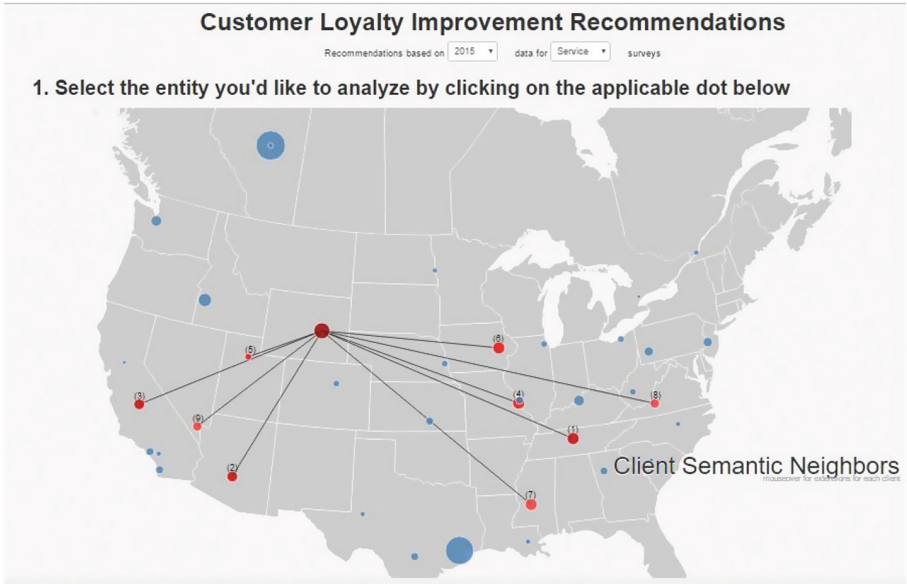 Customer Loyalty Improvement Recommendations
Recommendations based on 2015 data for Service surveys
1. Select the entity you'd like to analyze by clicking on the applicable dot below
(6)
(5)
(3)
(4)
(8)
(9)
(1)
(2)
Client Semantic Neighbors
mouseover for extensions for each client
(7)